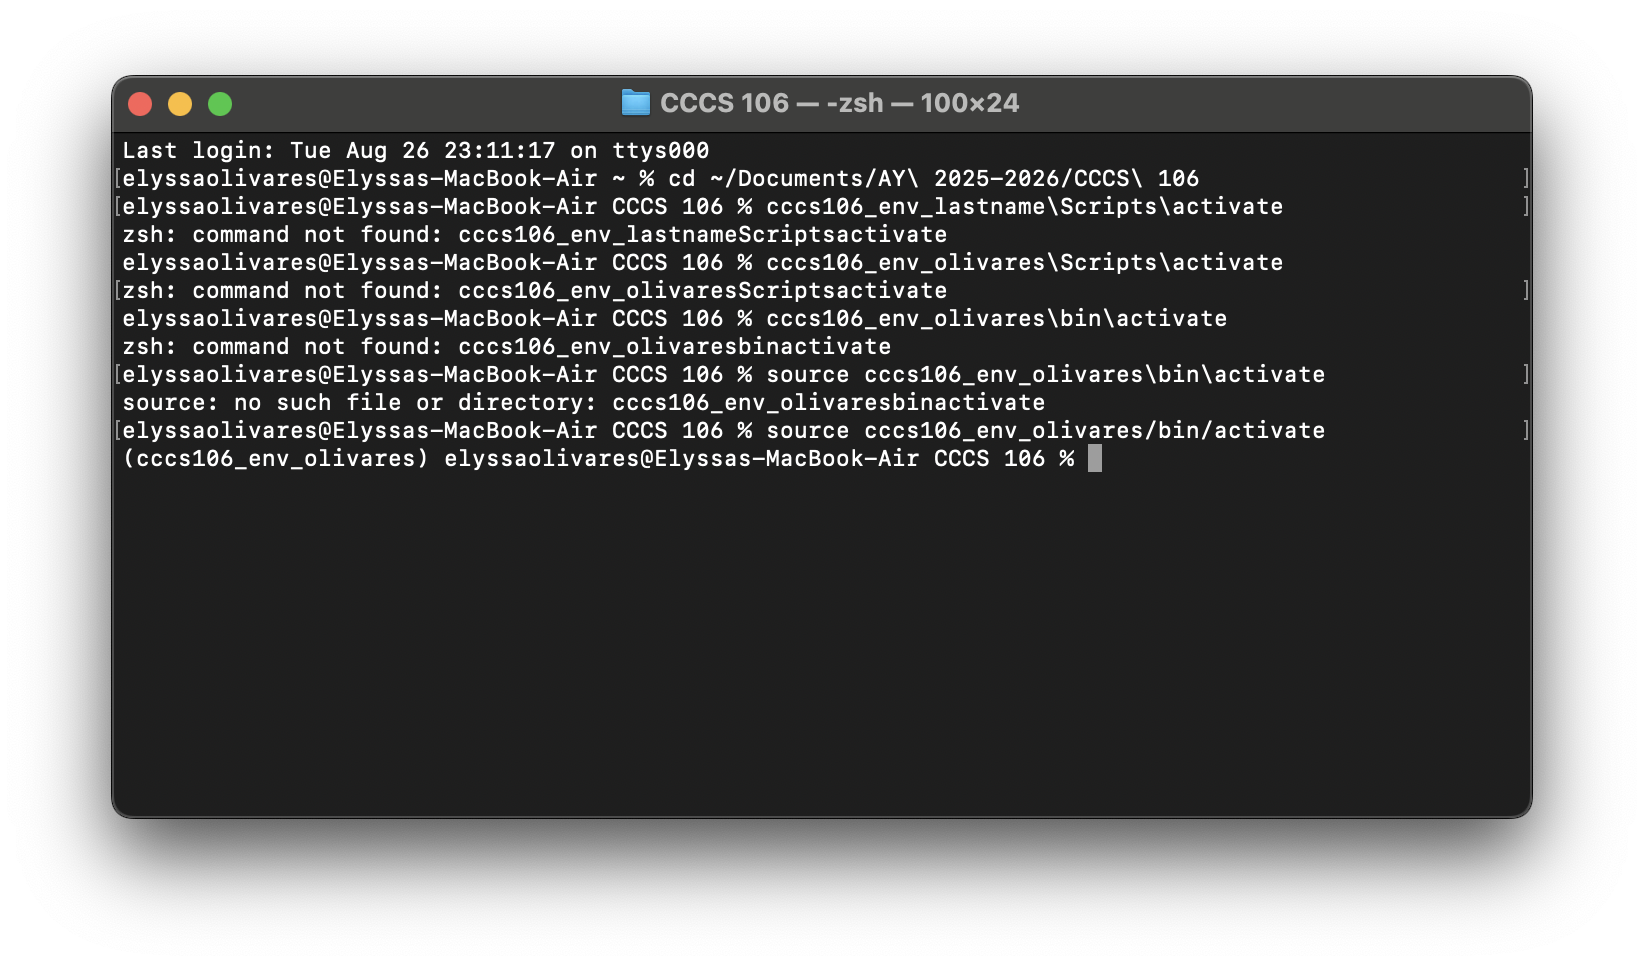 CCCS 106 — -zsh — 100×24
Last login: Tue Aug 26 23:11:17 on ttys000
[elyssaolivares@Elyssas-MacBook-Air ~ % cd ~/Documents/AY\ 2025-2026/CCCS\ 106 ]
[elyssaolivares@Elyssas-MacBook-Air CCCS 106 % cccs106_env_lastname\Scripts\activate ]
zsh: command not found: cccs106_env_lastnameScriptsactivate
elyssaolivares@Elyssas-MacBook-Air CCCS 106 % cccs106_env_olivares\Scripts\activate
[zsh: command not found: cccs106_env_olivaresScriptsactivate ]
elyssaolivares@Elyssas-MacBook-Air CCCS 106 % cccs106_env_olivares\bin\activate
zsh: command not found: cccs106_env_olivaresbinactivate
[elyssaolivares@Elyssas-MacBook-Air CCCS 106 % source cccs106_env_olivares\bin\activate ]
source: no such file or directory: cccs106_env_olivaresbinactivate
[elyssaolivares@Elyssas-MacBook-Air CCCS 106 % source cccs106_env_olivares/bin/activate ]
(cccs106_env_olivares) elyssaolivares@Elyssas-MacBook-Air CCCS 106 %